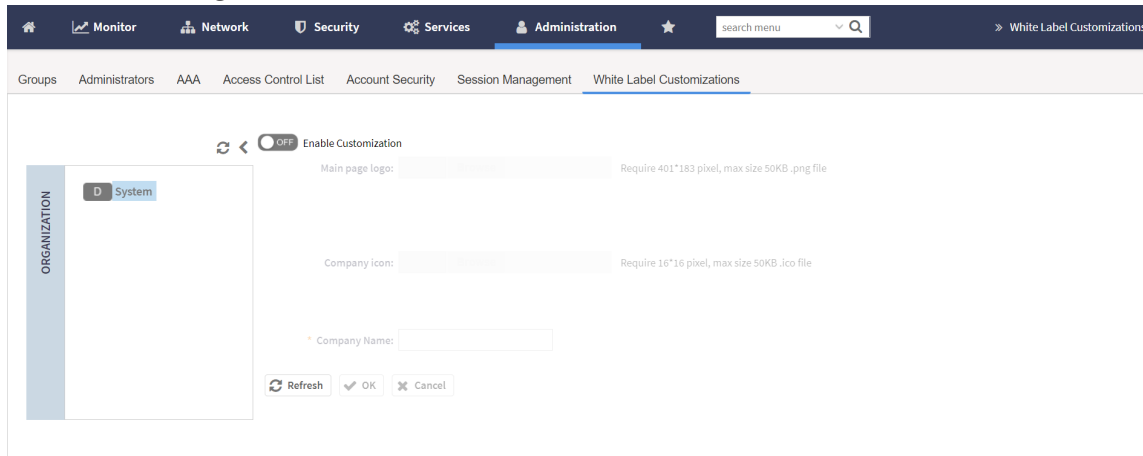 Monitor Network Security Services Administration search menu » White Label Customizations
Groups Administrators AAA Access Control List Account Security Session Management White Label Customizations
OFF Enable Customization
Main page logo: Require 401*183 pixel, max size 50KB .png file
ORGANIZATION
D System
Company icon: Require 16*16 pixel, max size 50KB .ico file
* Company Name:
Refresh OK Cancel